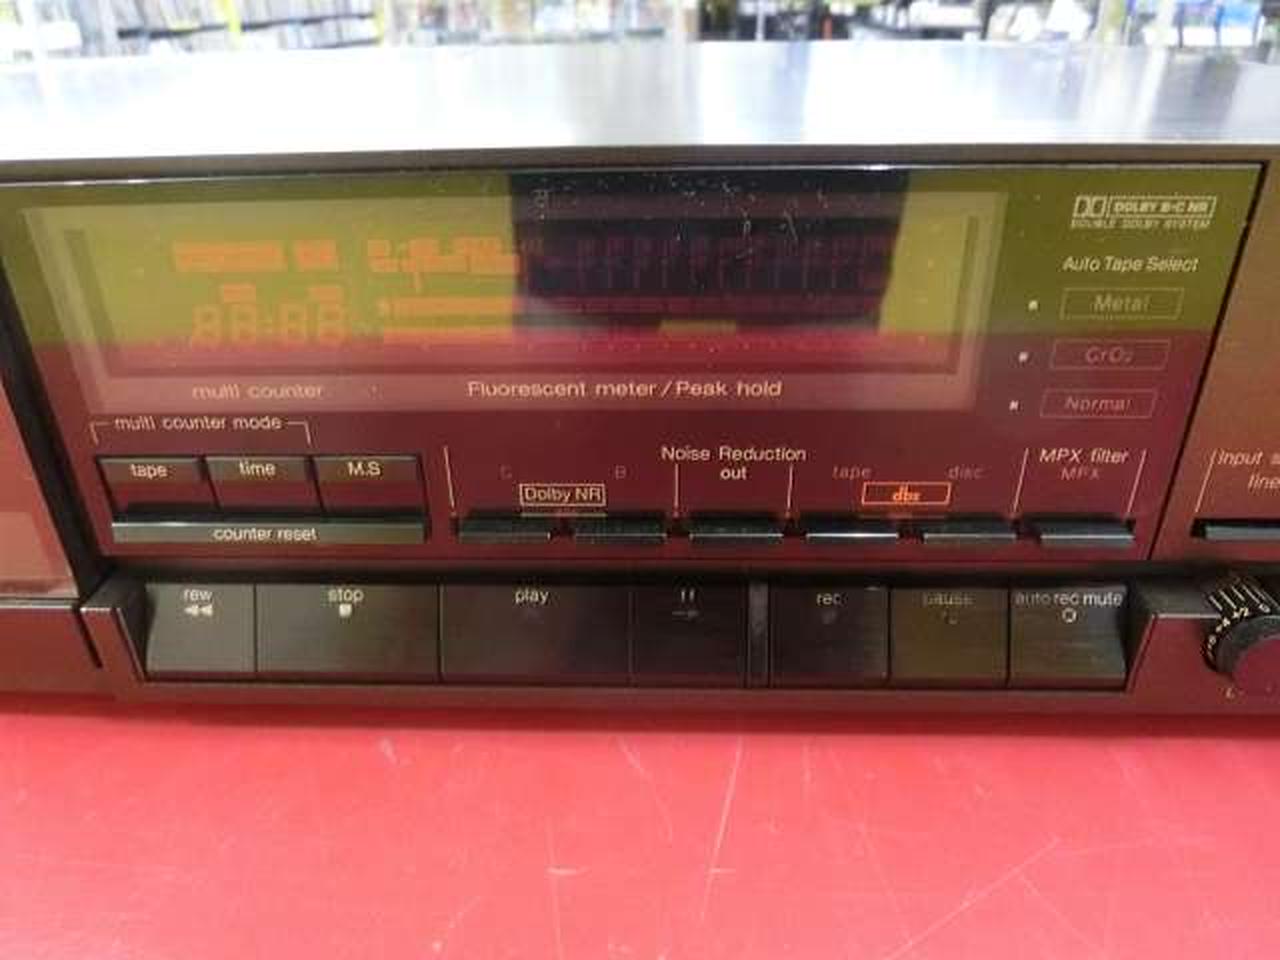 DOLBY B-C NR
DOUBLE DOLBY SYSTEM
Auto Tape Select
Metal
CrO₂
Normal
multi counter
Fluorescent meter / Peak hold
multi counter mode
tape
time
M.S
counter reset
C
B
Dolby NR
Noise Reduction
out
tape
disc
dbx
MPX filter
MPX
Input s
line
rew
stop
play
rec
pause
auto rec mute